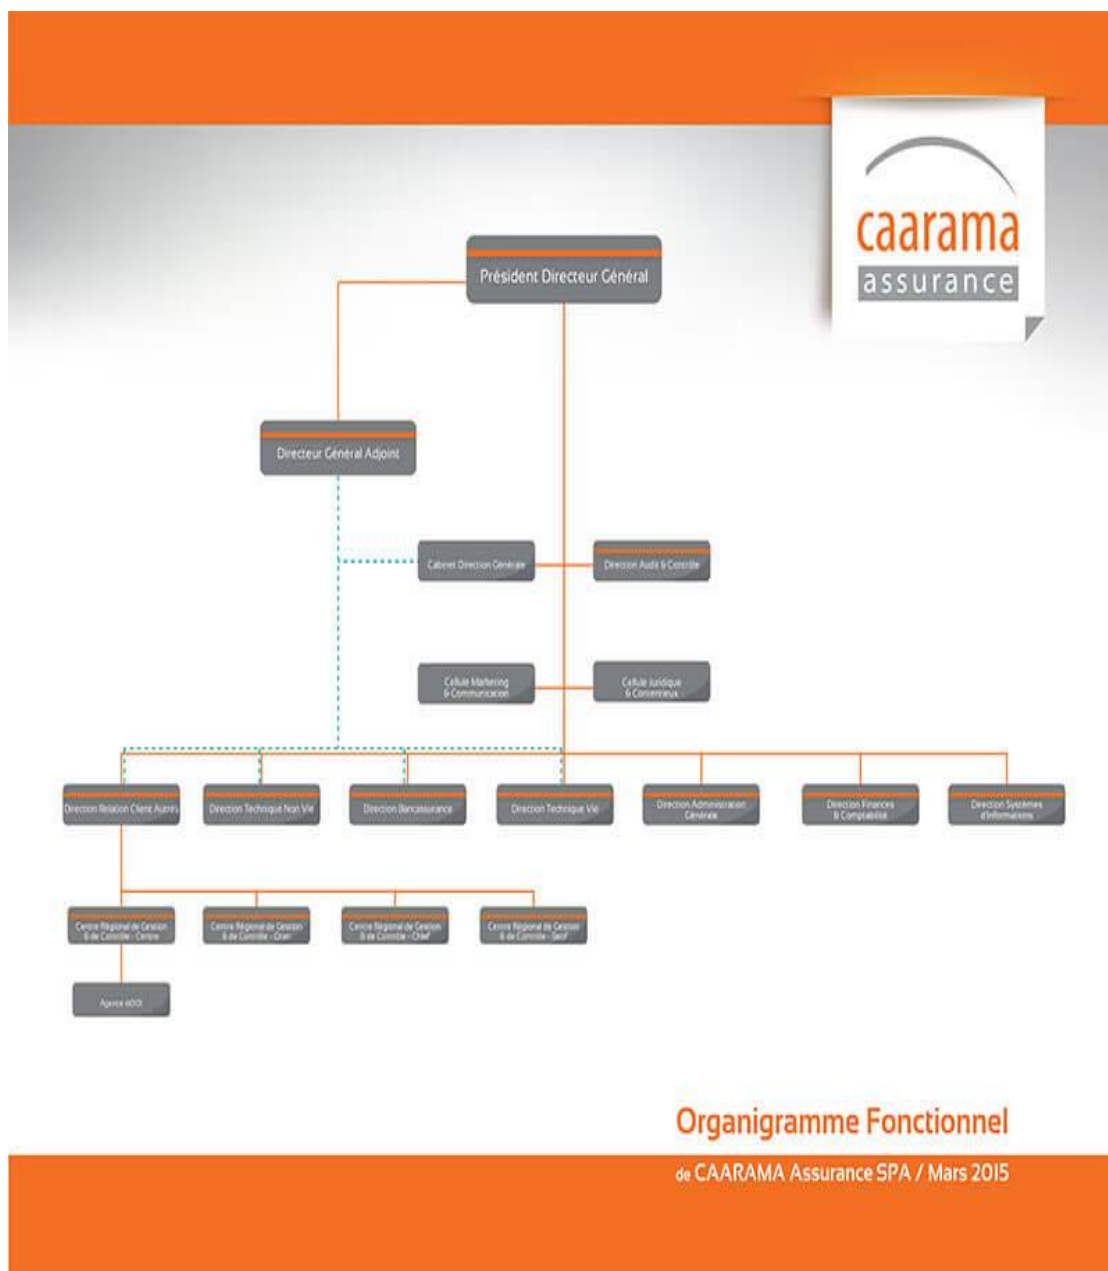 caarama
assurance
Président Directeur Général
Directeur Général Adjoint
Cabinet Direction Générale
Direction Audit & Contrôle
Cellule Marketing
& Communication
Cellule Juridique
& Contentieux
Direction Relation Client Autres
Direction Technique Non Vie
Direction Bancassurance
Direction Technique Vie
Direction Administration
Générale
Direction Finances
& Comptabilité
Direction Systèmes
d'Informations
Centre Régional de Gestion
& de Contrôle - Centre
Centre Régional de Gestion
& de Contrôle - Oran
Centre Régional de Gestion
& de Contrôle - Chlef
Centre Régional de Gestion
& de Contrôle - Sétif
Agence
Organigramme Fonctionnel
de CAARAMA Assurance SPA / Mars 2015